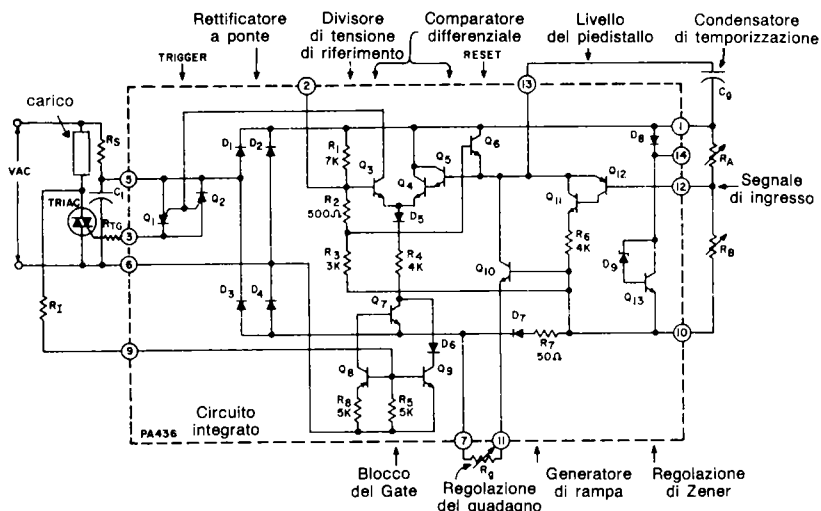 Rettificatore
a ponte
Divisore
di tensione
di riferimento
Comparatore
differenziale
Livello
del piedistallo
Condensatore
di temporizzazione
TRIGGER
RESET
2
13
carico
Cg
RS
D1
D2
R1
7K
Q3
Q4
Q5
Q6
D8
1
14
RA
VAC
5
C1
Q1
Q2
R2
500Ω
D5
Q11
Q12
12
Segnale
di ingresso
TRIAC
RTG
3
6
R3
3K
R4
4K
R6
4K
Q10
D9
Q13
RB
RI
D3
D4
Q7
D7
R7
50Ω
10
9
D6
Q8
Q9
R8
5K
R5
5K
Circuito
integrato
PA436
7
11
Rg
Blocco
del Gate
Regolazione
del guadagno
Generatore
di rampa
Regolazione
di Zener